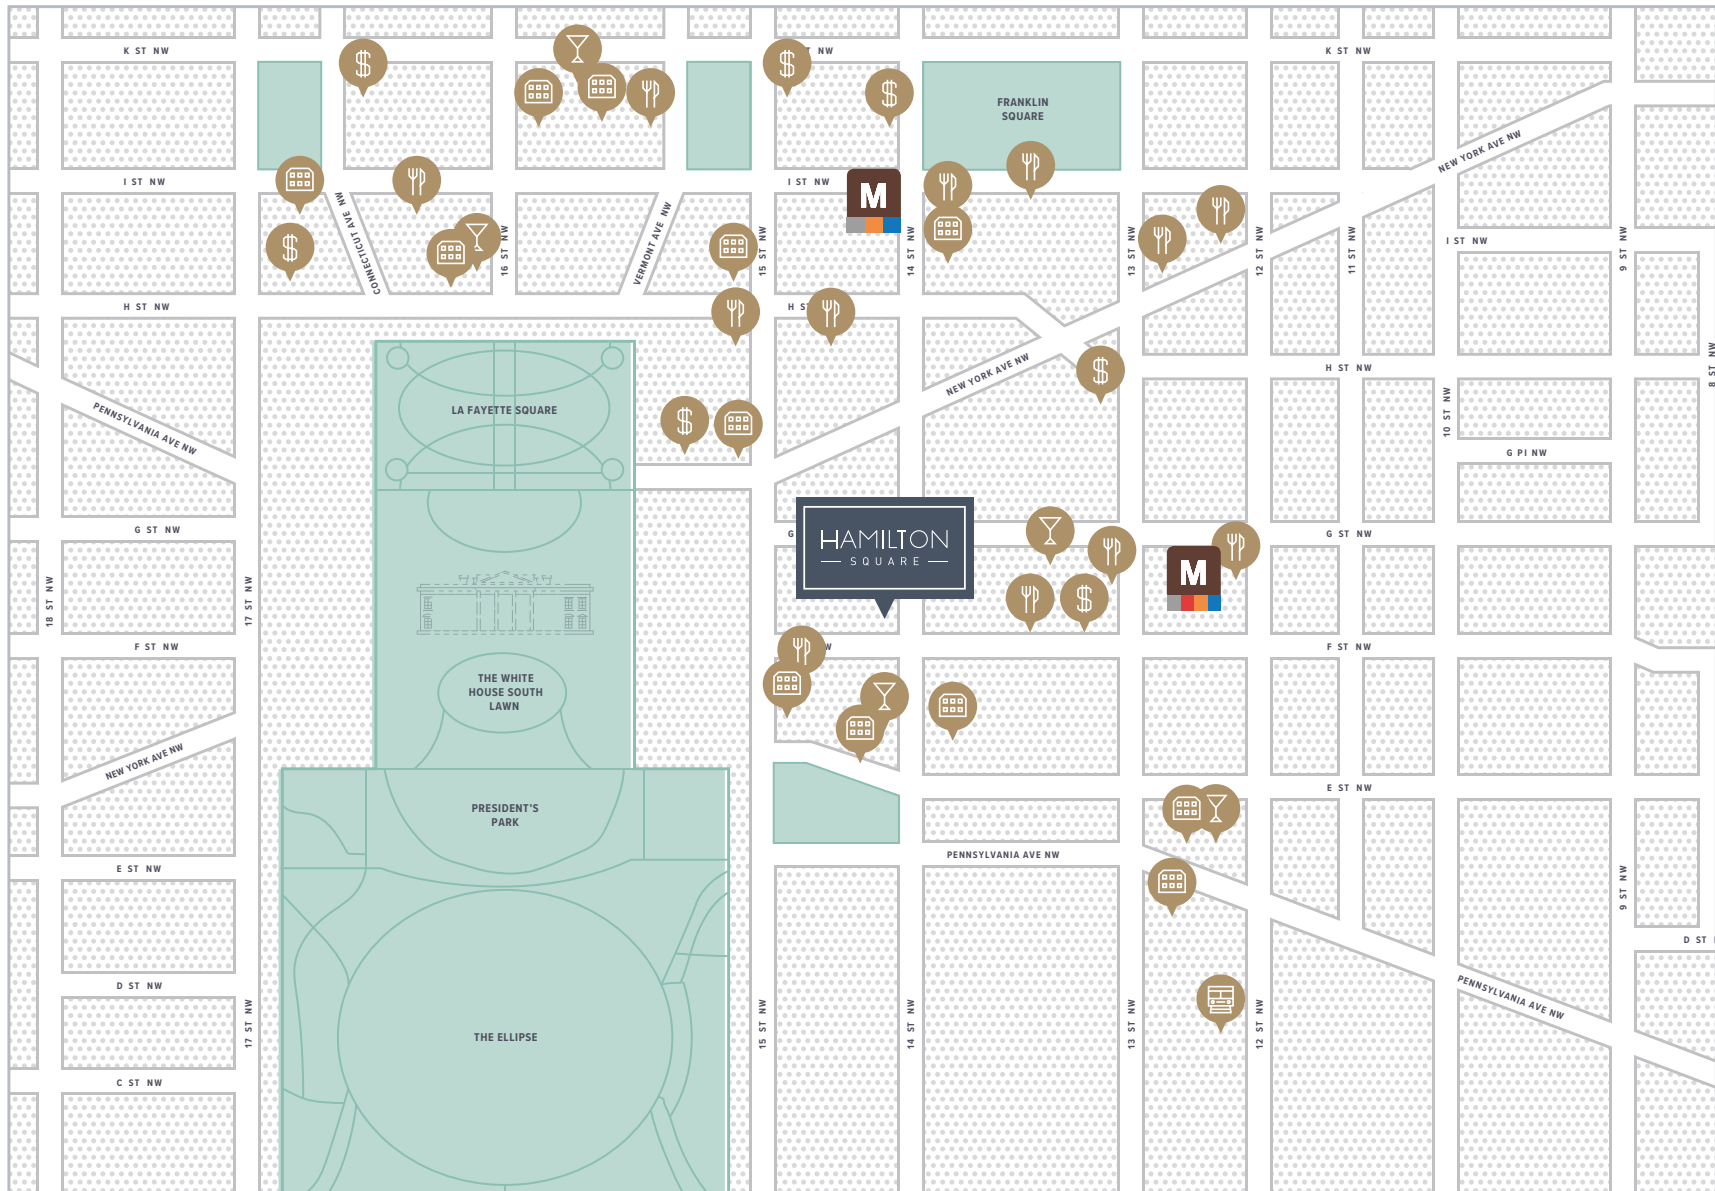 K ST NW
T NW
K ST NW
FRANKLIN
SQUARE
NEW YORK AVE NW
I ST NW
I ST NW
M
CONNECTICUT AVE NW
16 ST NW
VERMONT AVE NW
15 ST NW
14 ST NW
13 ST NW
12 ST NW
11 ST NW
I ST NW
9 ST NW
H ST NW
H S
NEW YORK AVE NW
H ST NW
8 ST NW
PENNSYLVANIA AVE NW
LA FAYETTE SQUARE
10 ST NW
G PI NW
G ST NW
G
HAMILTON
SQUARE
G ST NW
M
18 ST NW
17 ST NW
F ST NW
W
F ST NW
THE WHITE
HOUSE SOUTH
LAWN
NEW YORK AVE NW
E ST NW
PRESIDENT'S
PARK
PENNSYLVANIA AVE NW
E ST NW
9 ST NW
D ST
D ST NW
PENNSYLVANIA AVE NW
17 ST NW
THE ELLIPSE
15 ST NW
14 ST NW
13 ST NW
12 ST NW
C ST NW